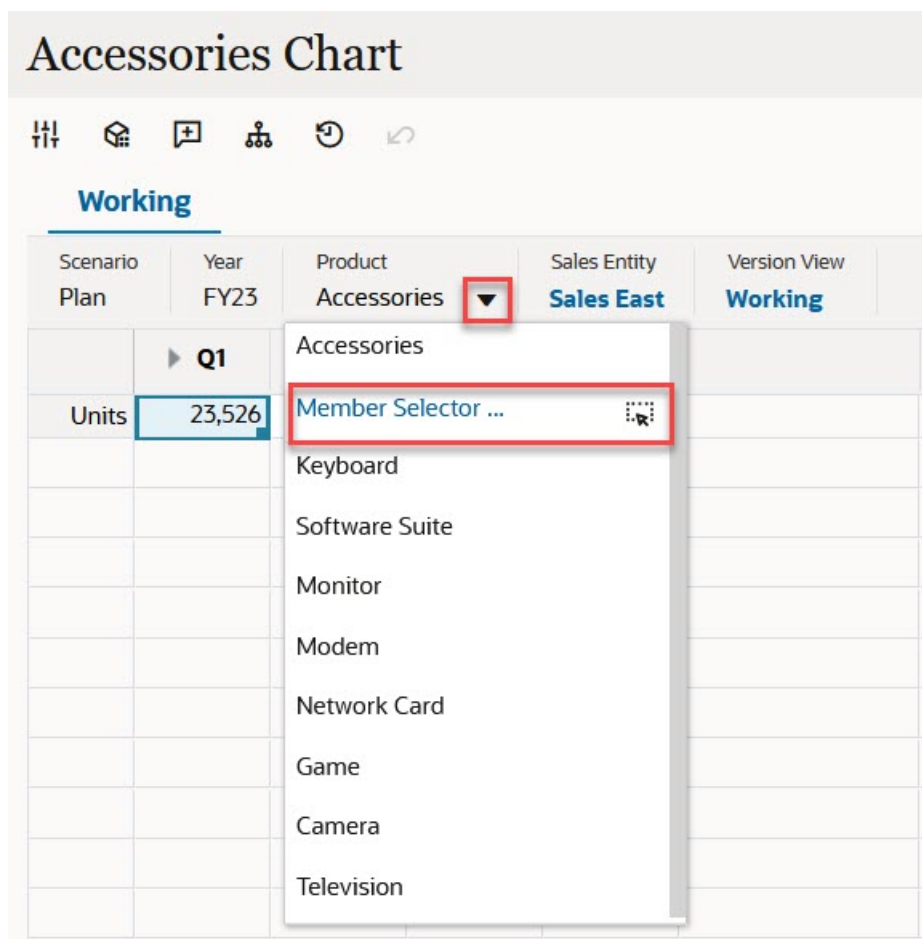 Accessories Chart
Working
Scenario Year Product Sales Entity Version View
Plan FY23 Accessories Sales East Working
Q1
Accessories
Member Selector ...
Units 23,526
Keyboard
Software Suite
Monitor
Modem
Network Card
Game
Camera
Television